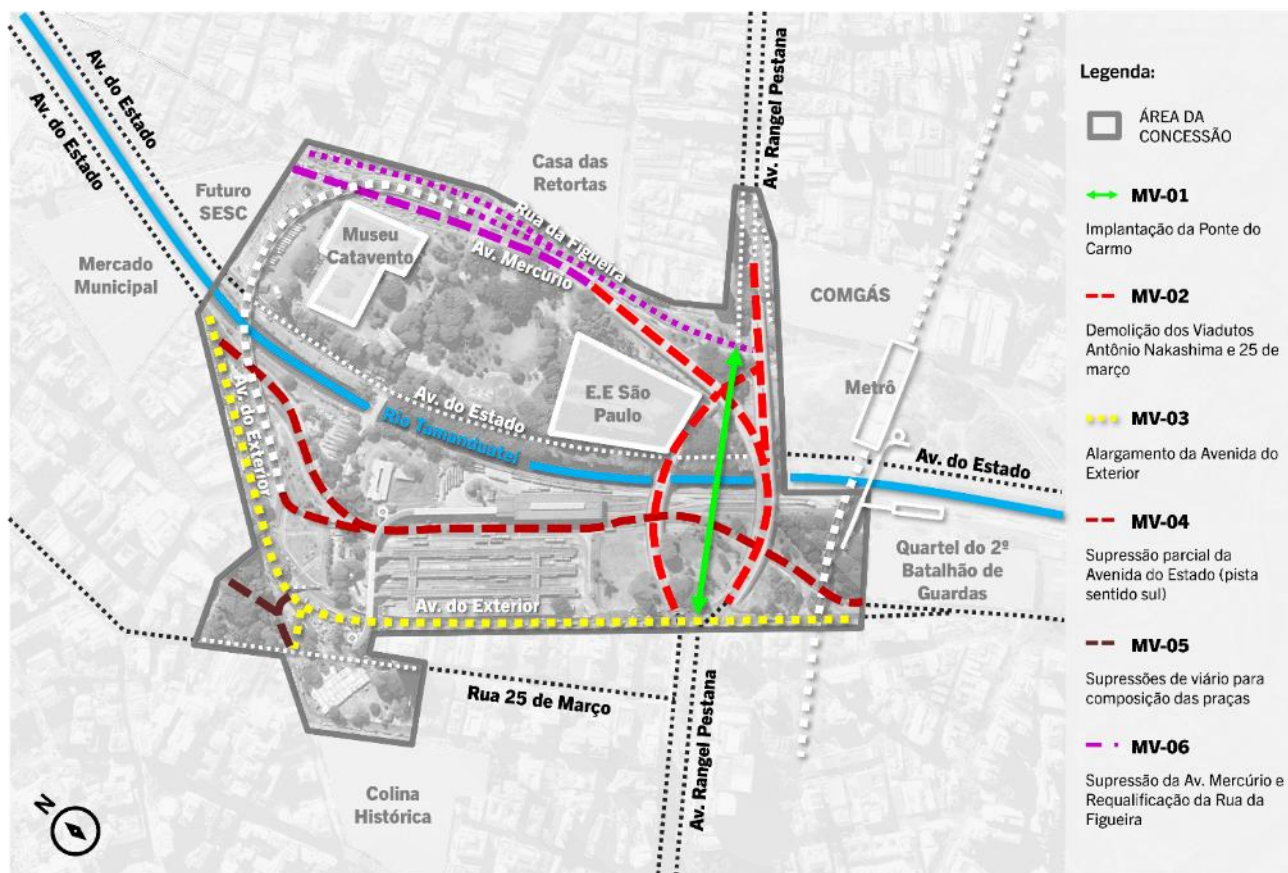 Av. do Estado
Av. do Estado
Futuro
SESC
Mercado
Municipal
Museu
Catavento
Casa das
Retortas
Rua da Figueira
Av. Mercúrio
Av. Rangel Pestana
COMGÁS
Metrô
E.E São
Paulo
Av. do Estado
Rio Tamanduateí
Av. do Estado
Av. do Exterior
Quartel do 2º
Batalhão de
Guardas
Av. do Exterior
Rua 25 de Março
Av. Rangel Pestana
Colina
Histórica
N
Legenda:
ÁREA DA
CONCESSÃO
MV-01
Implantação da Ponte do
Carmo
MV-02
Demolição dos Viadutos
Antônio Nakashima e 25 de
março
MV-03
Alargamento da Avenida do
Exterior
MV-04
Supressão parcial da
Avenida do Estado (pista
sentido sul)
MV-05
Supressões de viário para
composição das praças
MV-06
Supressão da Av. Mercúrio e
Requalificação da Rua da
Figueira